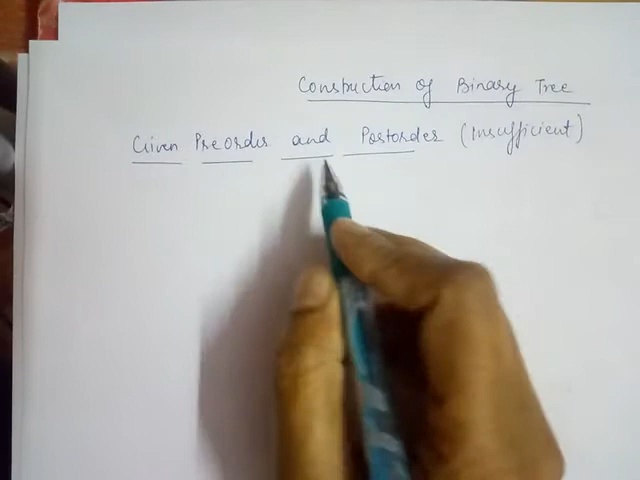 Construction of Binary Tree
Given Preorder and Postorder (Insufficient)